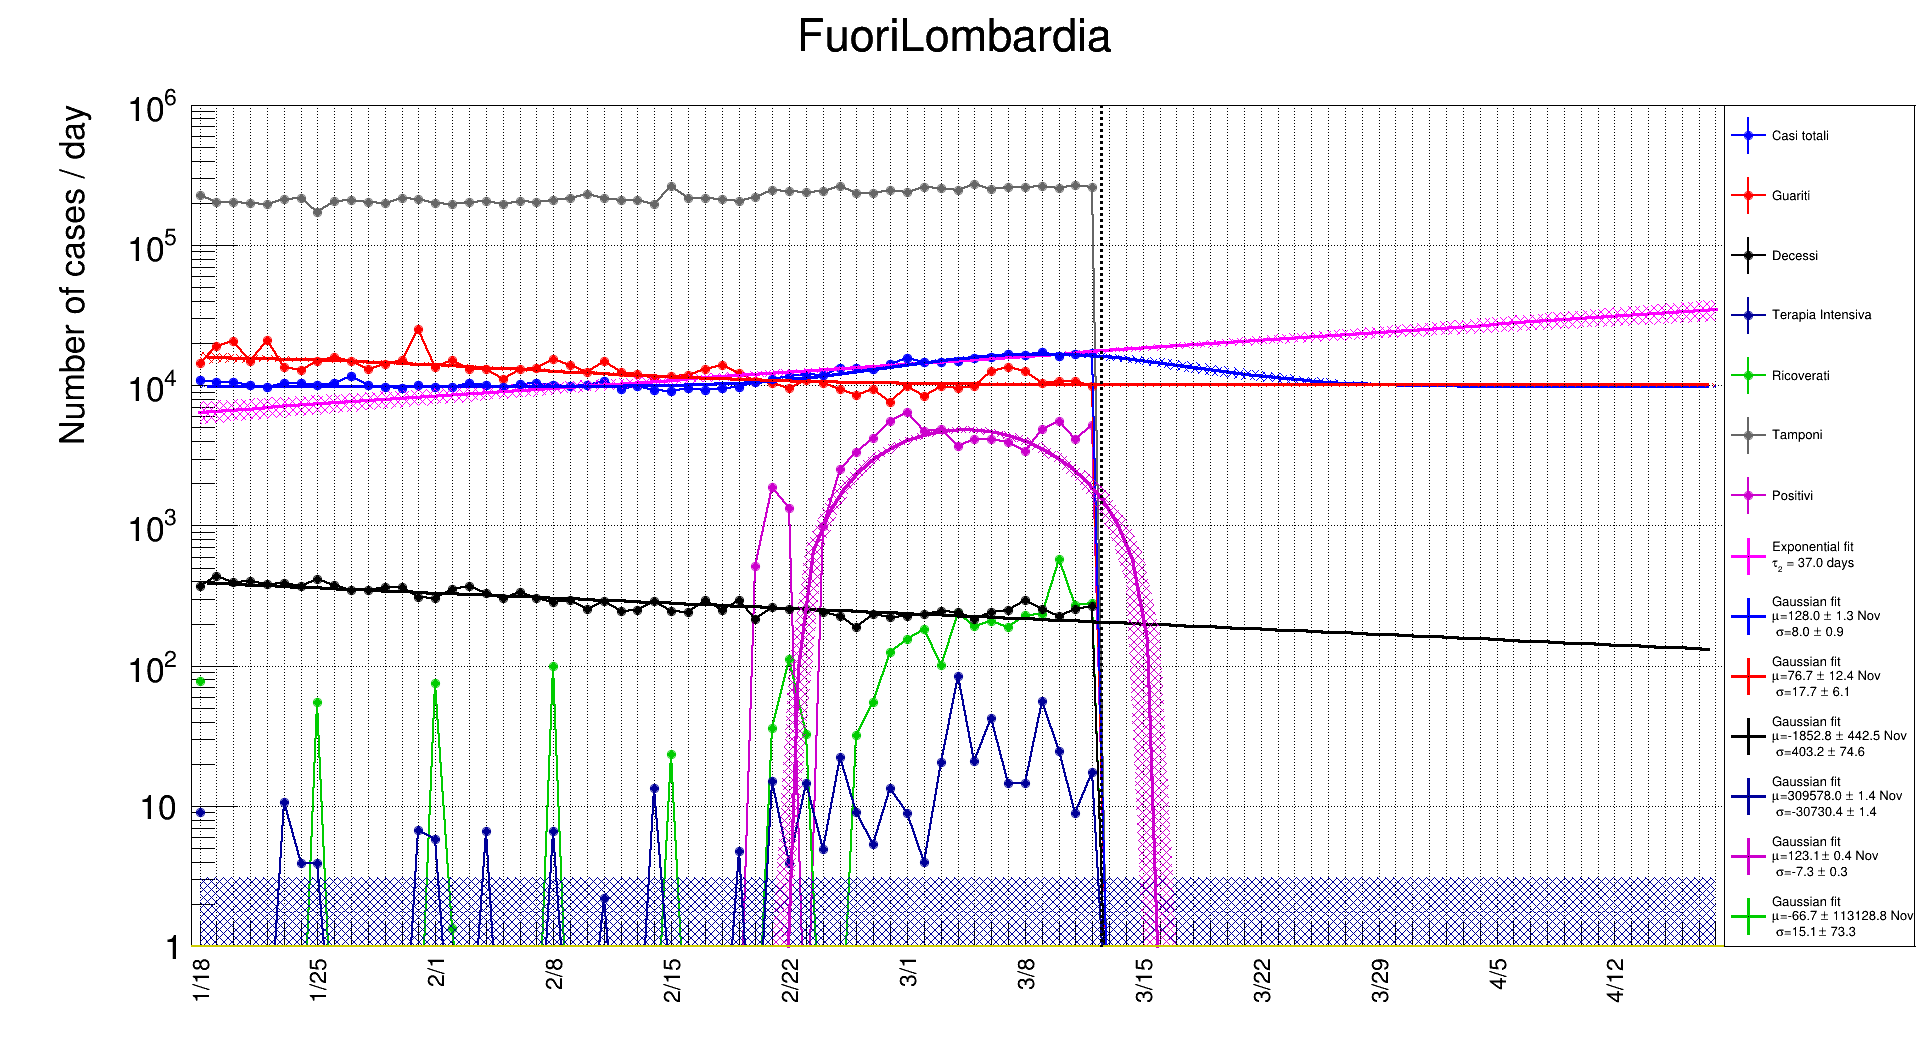 FuoriLombardia
Number of cases / day
10^6
10^5
10^4
10^3
10^2
10
1
1/18
1/25
2/1
2/8
2/15
2/22
3/1
3/8
3/15
3/22
3/29
4/5
4/12
Casi totali
Guariti
Decessi
Terapia Intensiva
Ricoverati
Tamponi
Positivi
Exponential fit
τ₂ = 37.0 days
Gaussian fit
μ=128.0 ± 1.3 Nov
σ=8.0 ± 0.9
Gaussian fit
μ=76.7 ± 12.4 Nov
σ=17.7 ± 6.1
Gaussian fit
μ=-1852.8 ± 442.5 Nov
σ=403.2 ± 74.6
Gaussian fit
μ=309578.0 ± 1.4 Nov
σ=-30730.4 ± 1.4
Gaussian fit
μ=123.1 ± 0.4 Nov
σ=-7.3 ± 0.3
Gaussian fit
μ=-66.7 ± 113128.8 Nov
σ=15.1 ± 73.3